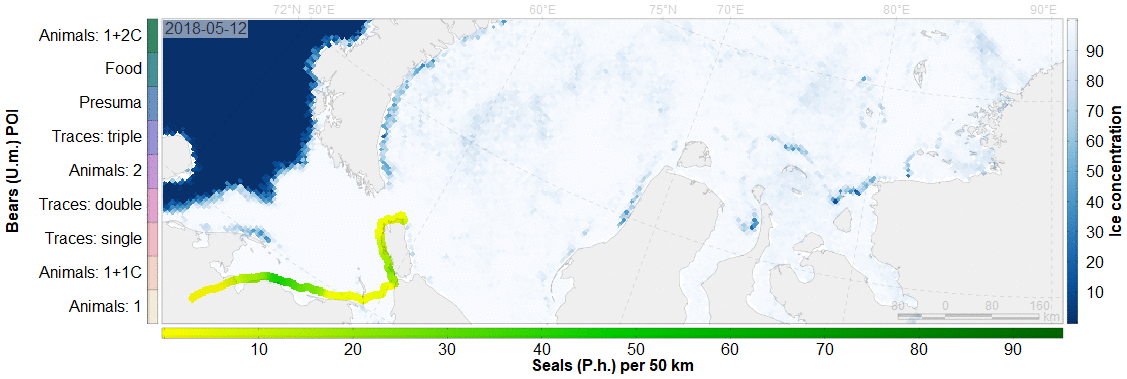 72°N 50°E
60°E
75°N
70°E
80°E
90°E
2018-05-12
Bears (U.m.) POI
Animals: 1+2C
Food
Presuma
Traces: triple
Animals: 2
Traces: double
Traces: single
Animals: 1+1C
Animals: 1
90
80
70
60
50
40
30
20
10
Ice concentration
80 0 80 160
km
10 20 30 40 50 60 70 80 90
Seals (P.h.) per 50 km